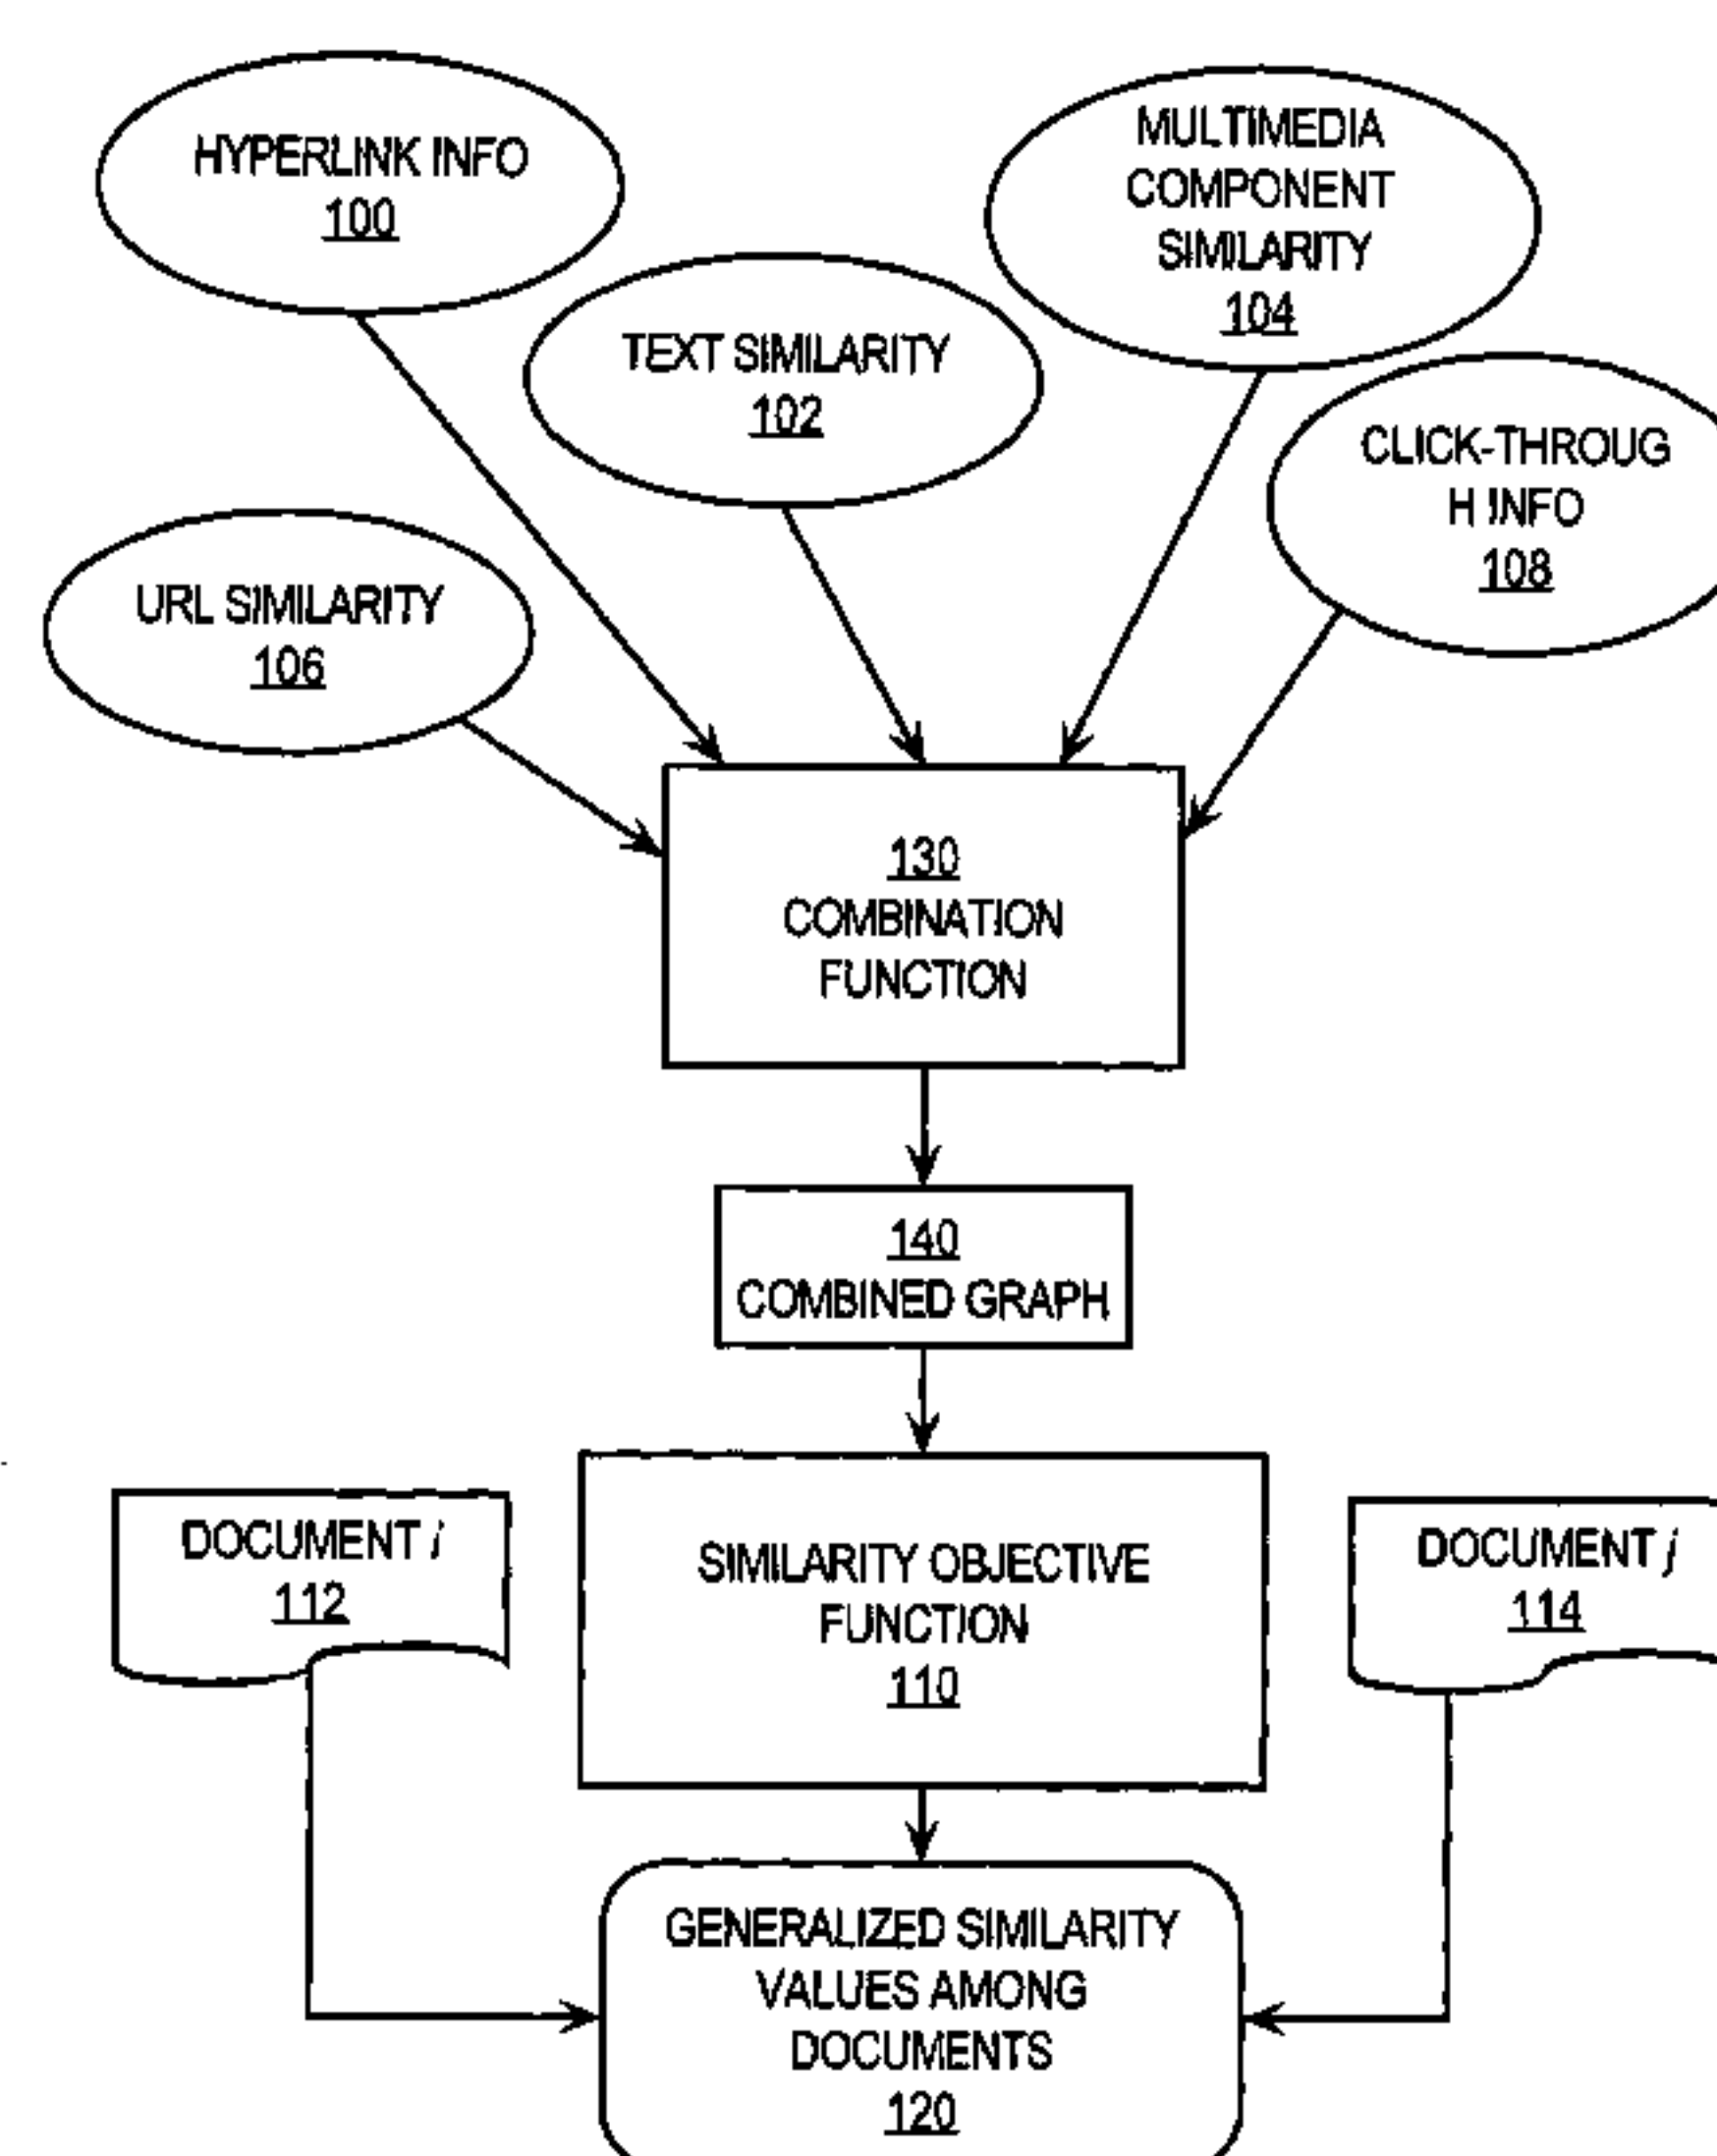 HYPERLINK INFO
100
MULTIMEDIA
COMPONENT
SIMILARITY
104
TEXT SIMILARITY
102
CLICK-THROUG
H INFO
108
URL SIMILARITY
106
130
COMBINATION
FUNCTION
140
COMBINED GRAPH
DOCUMENT i
112
SIMILARITY OBJECTIVE
FUNCTION
110
DOCUMENT j
114
GENERALIZED SIMILARITY
VALUES AMONG
DOCUMENTS
120